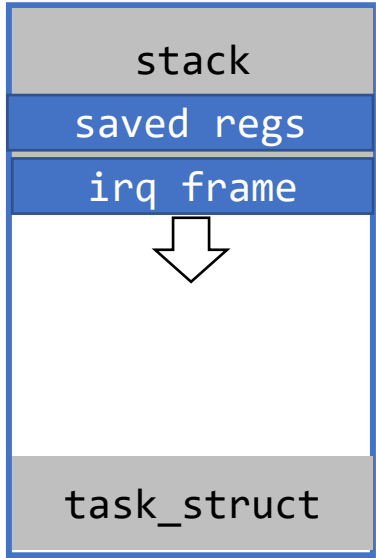 stack
saved regs
irq frame
task_struct